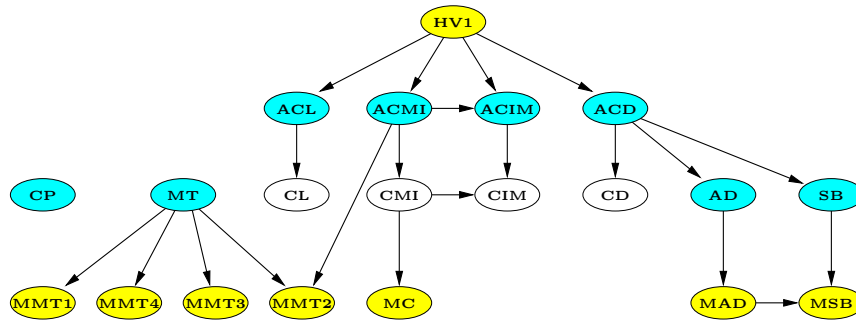 HV1
ACL ACMI ACIM ACD
CP MT CL CMI CIM CD AD SB
MMT1 MMT4 MMT3 MMT2 MC MAD MSB